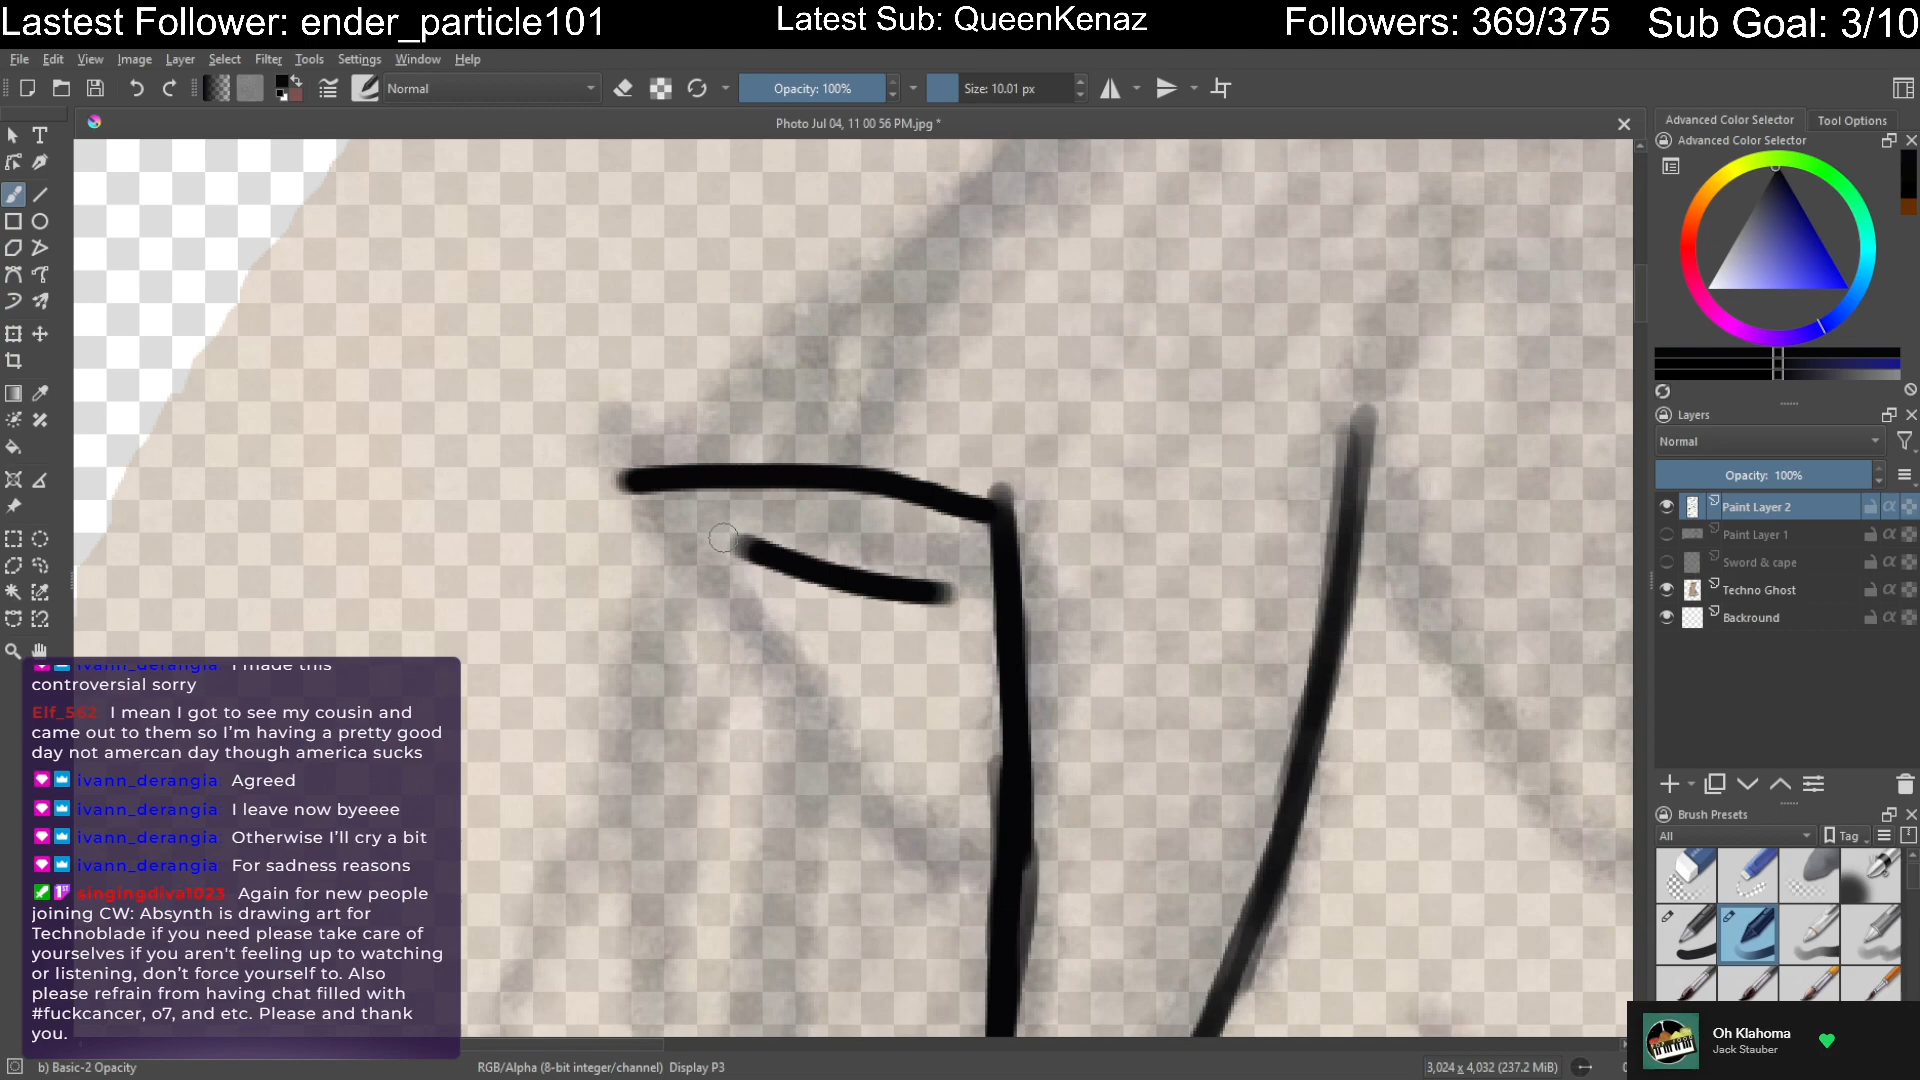 Lastest Follower: ender_particle101
Latest Sub: QueenKenaz
Followers: 369/375
Sub Goal: 3/10
File Edit View Image Layer Select Filter Tools Settings Window Help
Normal
Opacity: 100%
Size: 10.01 px
Photo Jul 04, 11 00 56 PM.jpg *
Advanced Color Selector
Tool Options
Advanced Color Selector
Layers
Normal
Opacity: 100%
Paint Layer 2
Paint Layer 1
Sword & cape
Techno Ghost
Backround
Brush Presets
All
Tag
ivann_derangia: I made this
controversial sorry
Elf_562 I mean I got to see my cousin and
came out to them so I'm having a pretty good
day not amercan day though america sucks
ivann_derangia: Agreed
ivann_derangia: I leave now byeeee
ivann_derangia: Otherwise I'll cry a bit
ivann_derangia: For sadness reasons
singingdiva1023 Again for new people
joining CW: Absynth is drawing art for
Technoblade if you need please take care of
yourselves if you aren't feeling up to watching
or listening, don't force yourself to. Also
please refrain from having chat filled with
#fuckcancer, o7, and etc. Please and thank
you.
Oh Klahoma
Jack Stauber
b) Basic-2 Opacity
RGB/Alpha (8-bit integer/channel) Display P3
3,024 x 4,032 (237.2 MiB)